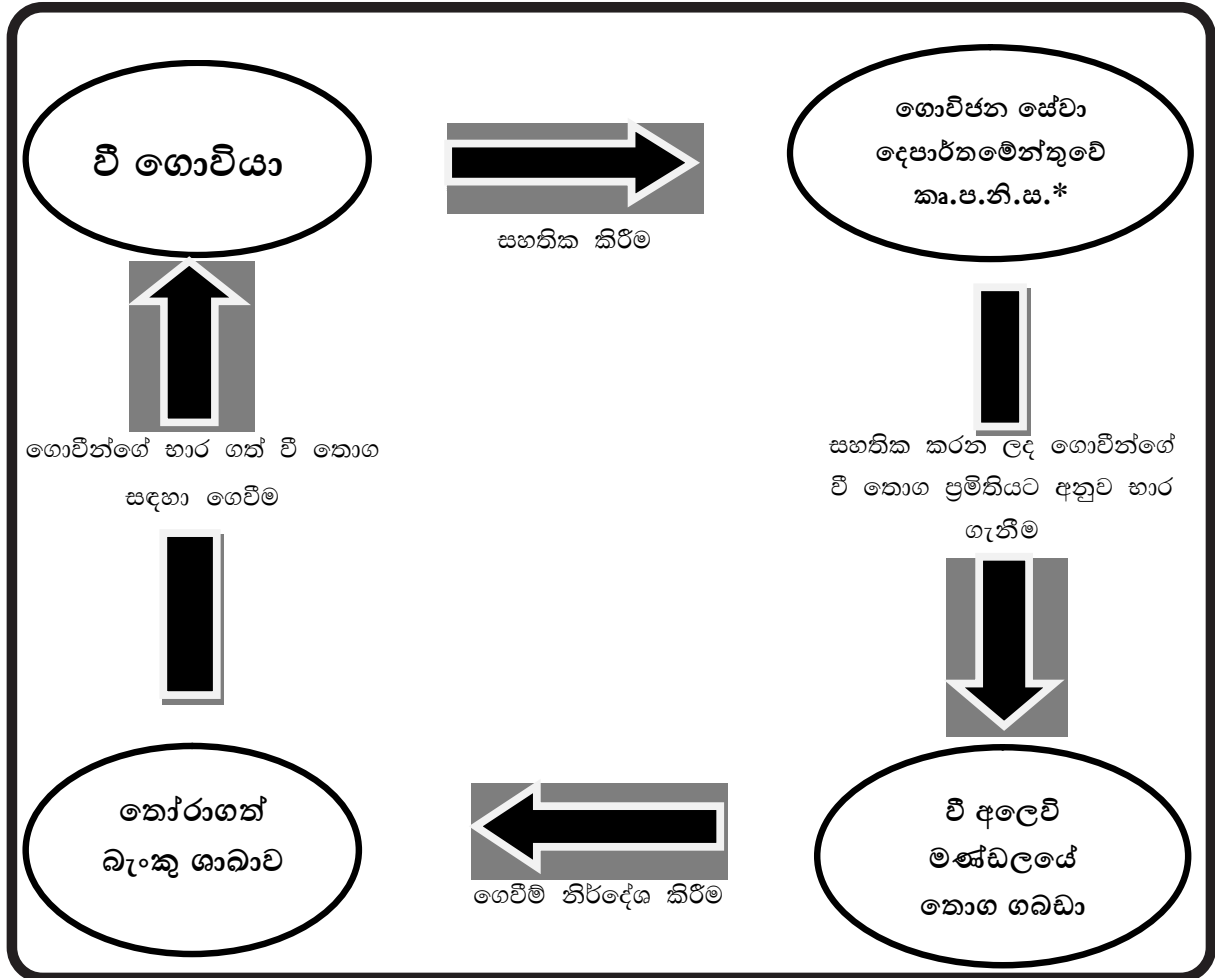 වී ගොවියා
ගොවිජන සේවා
දෙපාර්තමේන්තුවේ
කෘ.ප.නි.ස.*
සහතික කිරීම
සහතික කරන ලද ගොවීන්ගේ
වී තොග ප්‍රමිතියට අනුව භාර
ගැනීම
වී අලෙවි
මණ්ඩලයේ
තොග ගබඩා
ගෙවීම් නිර්දේශ කිරීම
තෝරාගත්
බැංකු ශාඛාව
ගොවීන්ගේ භාර ගත් වී තොග
සඳහා ගෙවීම